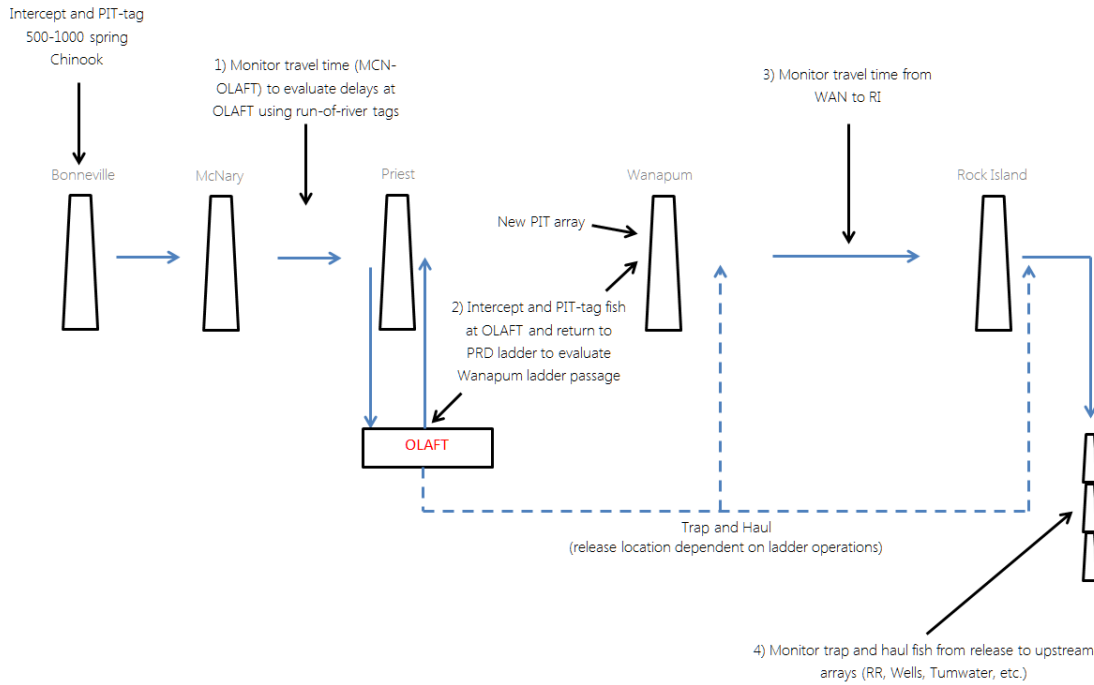 Intercept and PIT-tag
500-1000 spring
Chinook
1) Monitor travel time (MCN-
OLAFT) to evaluate delays at
OLAFT using run-of-river tags
3) Monitor travel time from
WAN to RI
Bonneville
McNary
Priest
Wanapum
Rock Island
New PIT array
2) Intercept and PIT-tag fish
at OLAFT and return to
PRD ladder to evaluate
Wanapum ladder passage
OLAFT
Trap and Haul
(release location dependent on ladder operations)
4) Monitor trap and haul fish from release to upstream
arrays (RR, Wells, Tumwater, etc.)